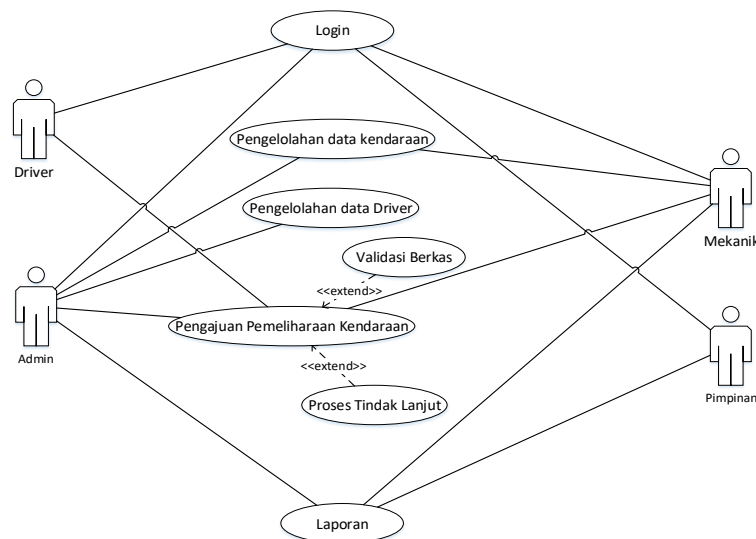 Login
Pengelolahan data kendaraan
Driver
Mekanik
Pengelolahan data Driver
Validasi Berkas
<<extend>>
Pengajuan Pemeliharaan Kendaraan
Admin
<<extend>>
Proses Tindak Lanjut
Pimpinan
Laporan